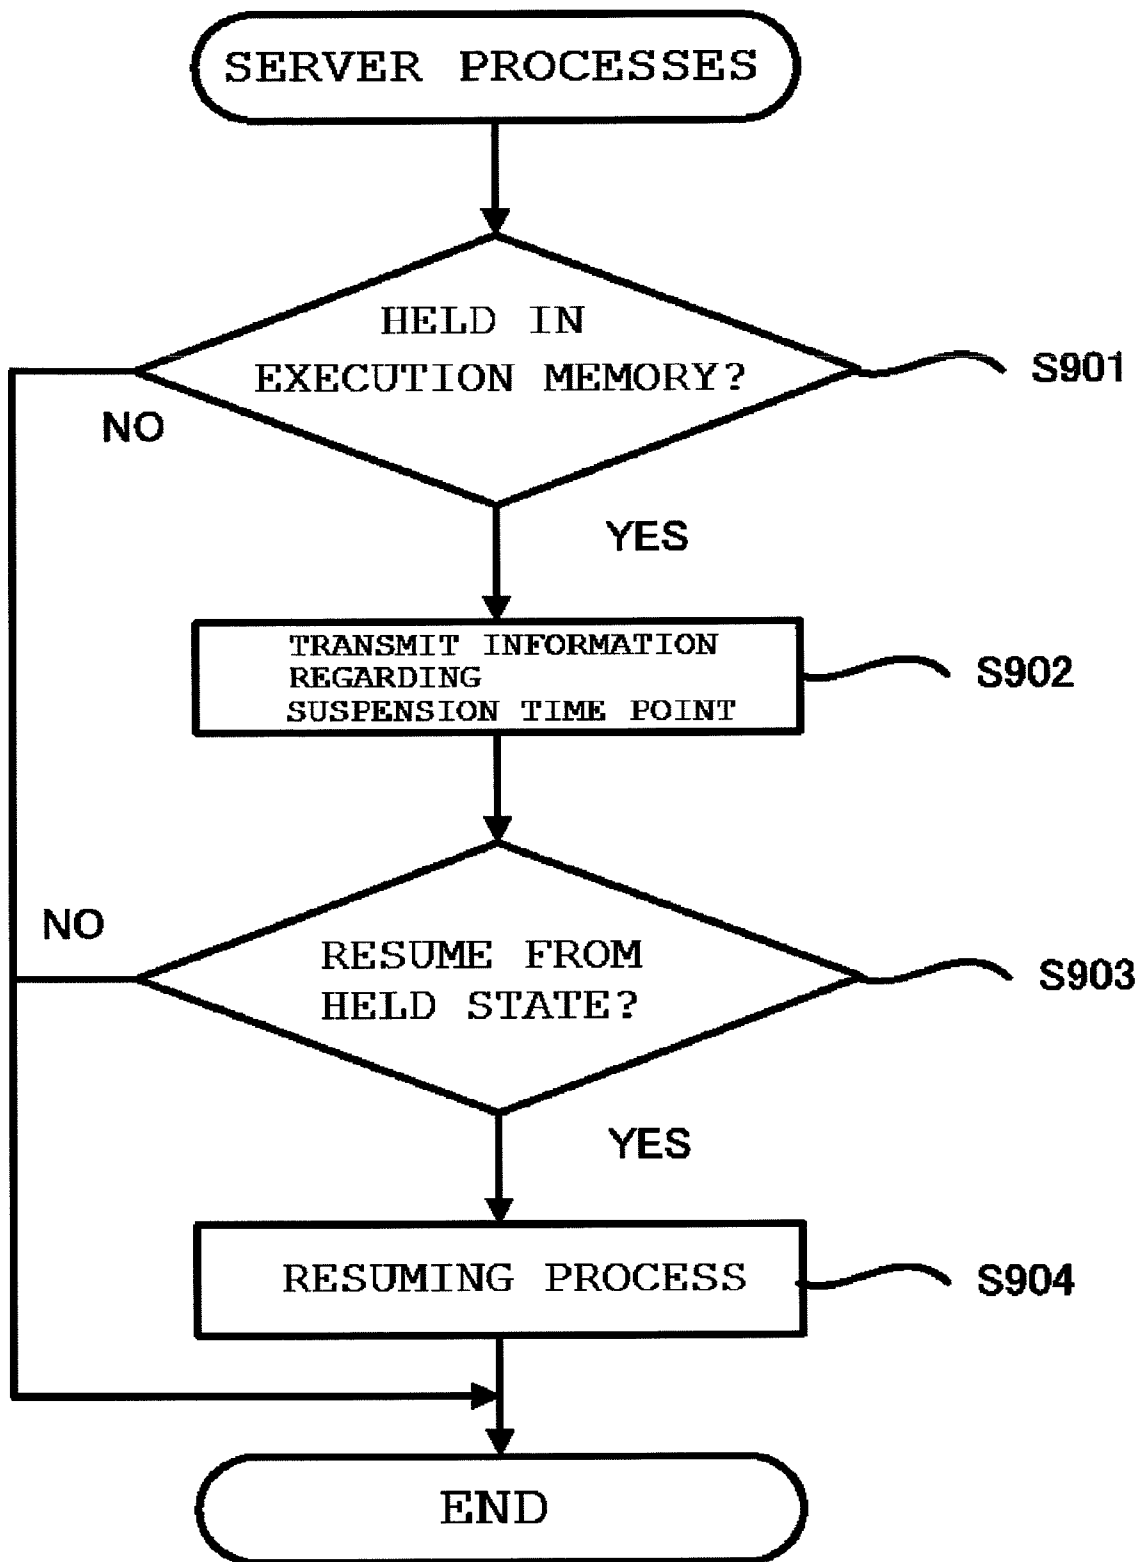 SERVER PROCESSES
HELD IN
EXECUTION MEMORY?
S901
NO
YES
TRANSMIT INFORMATION
REGARDING
SUSPENSION TIME POINT
S902
NO
RESUME FROM
HELD STATE?
S903
YES
RESUMING PROCESS
S904
END